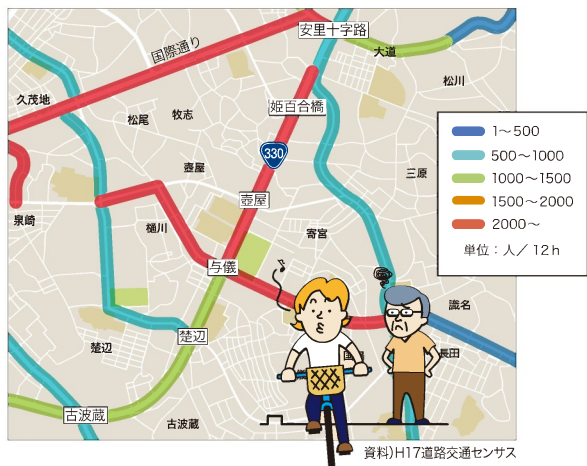 安里十字路
国際通り
大道
松川
久茂地
姫百合橋
牧志
松尾
330
壺屋
三原
泉崎
壺屋
樋川
寄宮
与儀
識名
楚辺
楚辺
長田
古波蔵
古波蔵
1〜500
500〜1000
1000〜1500
1500〜2000
2000〜
単位：人／12h
資料)H17道路交通センサス